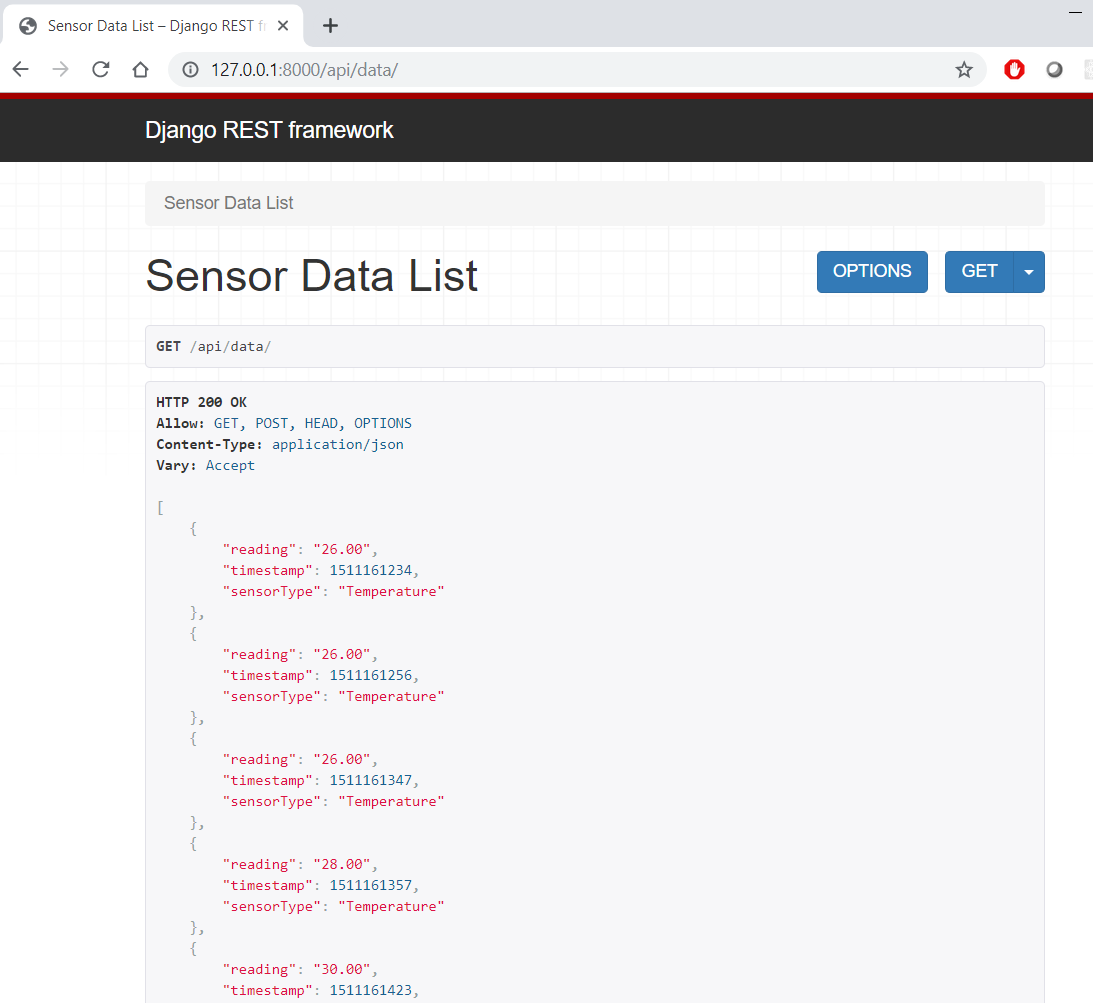 Sensor Data List – Django REST f
127.0.0.1:8000/api/data/
Django REST framework
Sensor Data List
Sensor Data List
OPTIONS
GET
GET /api/data/
HTTP 200 OK
Allow: GET, POST, HEAD, OPTIONS
Content-Type: application/json
Vary: Accept
[
{
"reading": "26.00",
"timestamp": 1511161234,
"sensorType": "Temperature"
},
{
"reading": "26.00",
"timestamp": 1511161256,
"sensorType": "Temperature"
},
{
"reading": "26.00",
"timestamp": 1511161347,
"sensorType": "Temperature"
},
{
"reading": "28.00",
"timestamp": 1511161357,
"sensorType": "Temperature"
},
{
"reading": "30.00",
"timestamp": 1511161423,